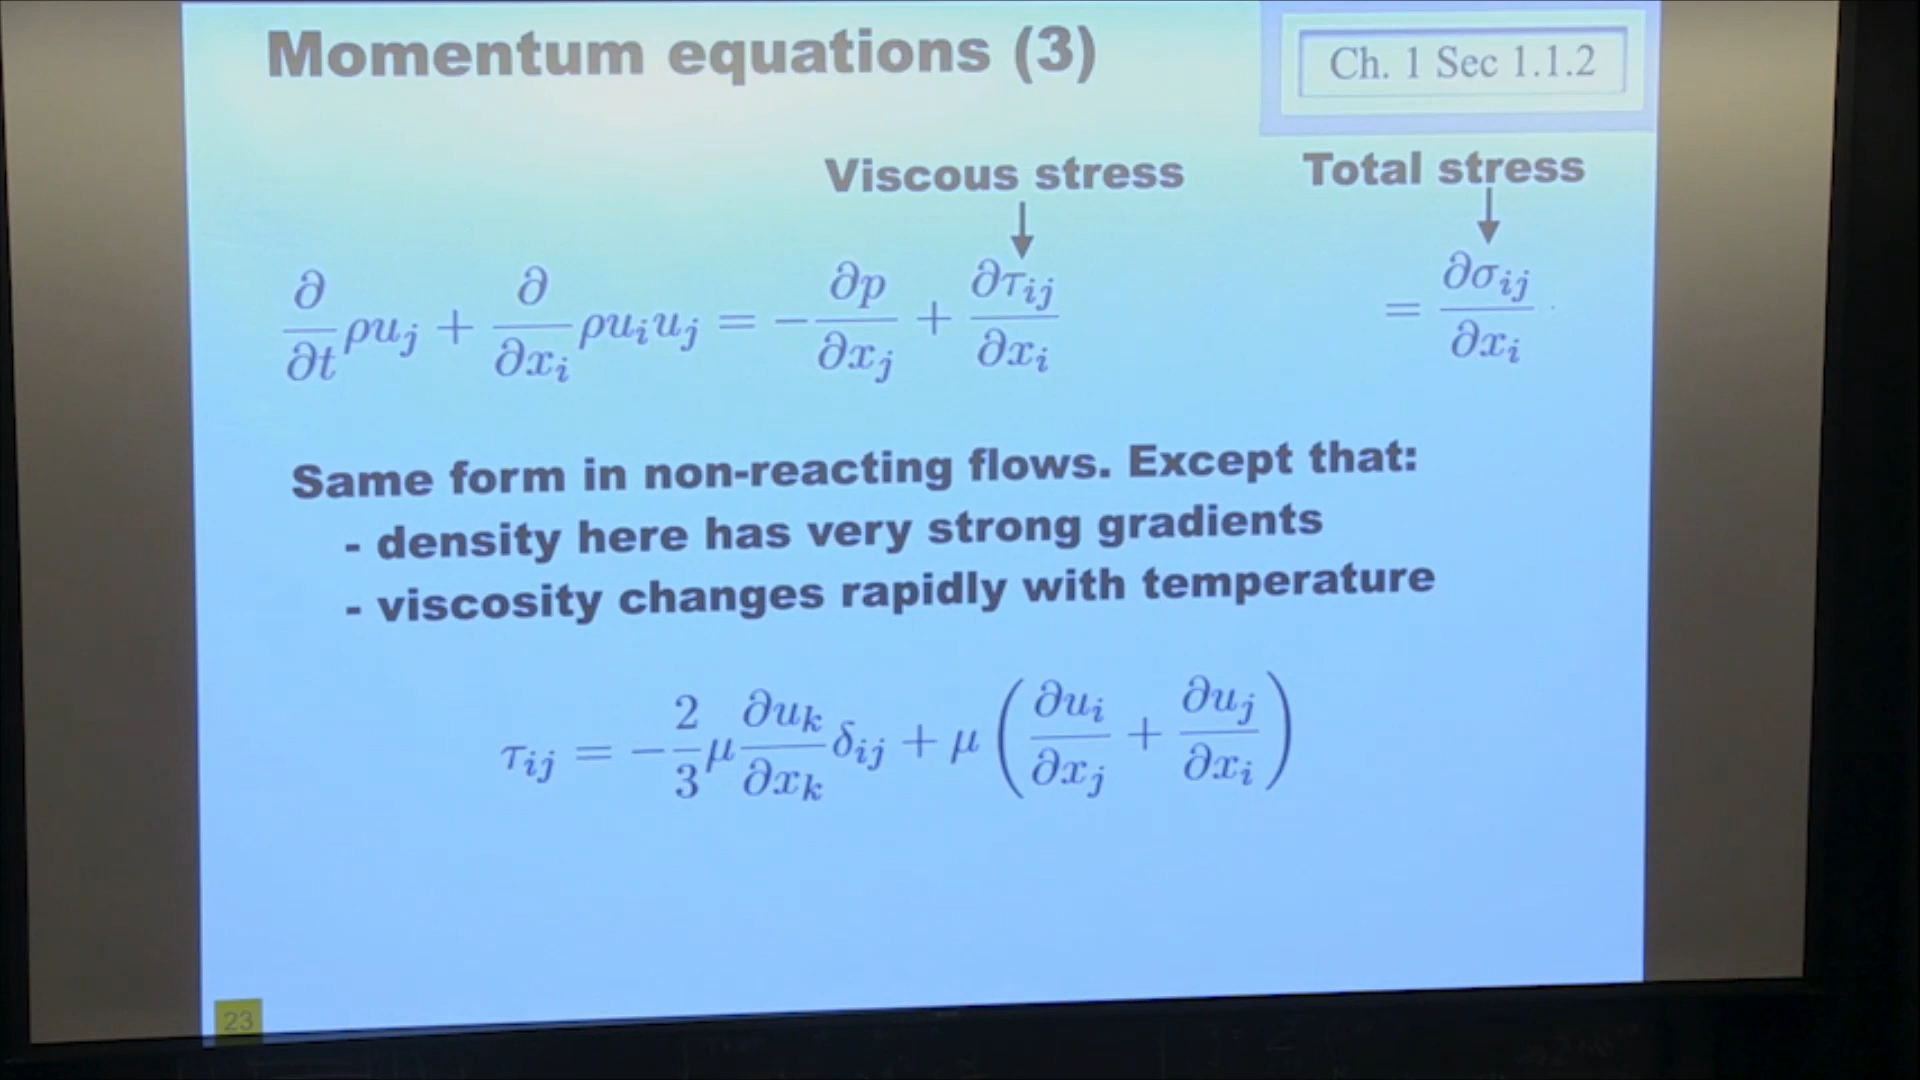 Momentum equations (3)
Ch. 1 Sec 1.1.2
Viscous stress
Total stress
∂/∂t ρu_j + ∂/∂x_i ρu_i u_j = −∂p/∂x_j + ∂τ_ij/∂x_i = ∂σ_ij/∂x_i
Same form in non-reacting flows. Except that:
- density here has very strong gradients
- viscosity changes rapidly with temperature
τ_ij = −2/3 μ ∂u_k/∂x_k δ_ij + μ (∂u_i/∂x_j + ∂u_j/∂x_i)
23